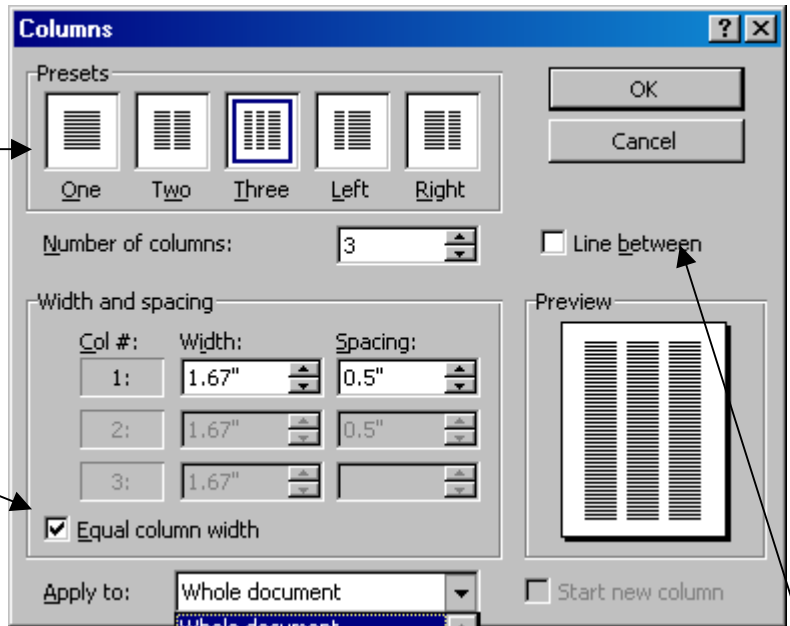 Columns
Presets
OK
Cancel
One Two Three Left Right
Number of columns: 3
Line between
Width and spacing
Preview
Col #: Width: Spacing:
1: 1.67" 0.5"
2: 1.67" 0.5"
3: 1.67"
Equal column width
Apply to: Whole document
Start new column
Whole document